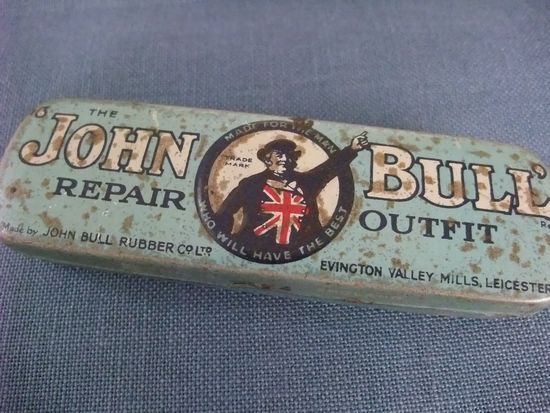 "THE
JOHN BULL"
REPAIR OUTFIT
MADE FOR THE MAN
TRADE MARK
WHO WILL HAVE THE BEST
Made by JOHN BULL RUBBER Co LTD
EVINGTON VALLEY MILLS, LEICESTER